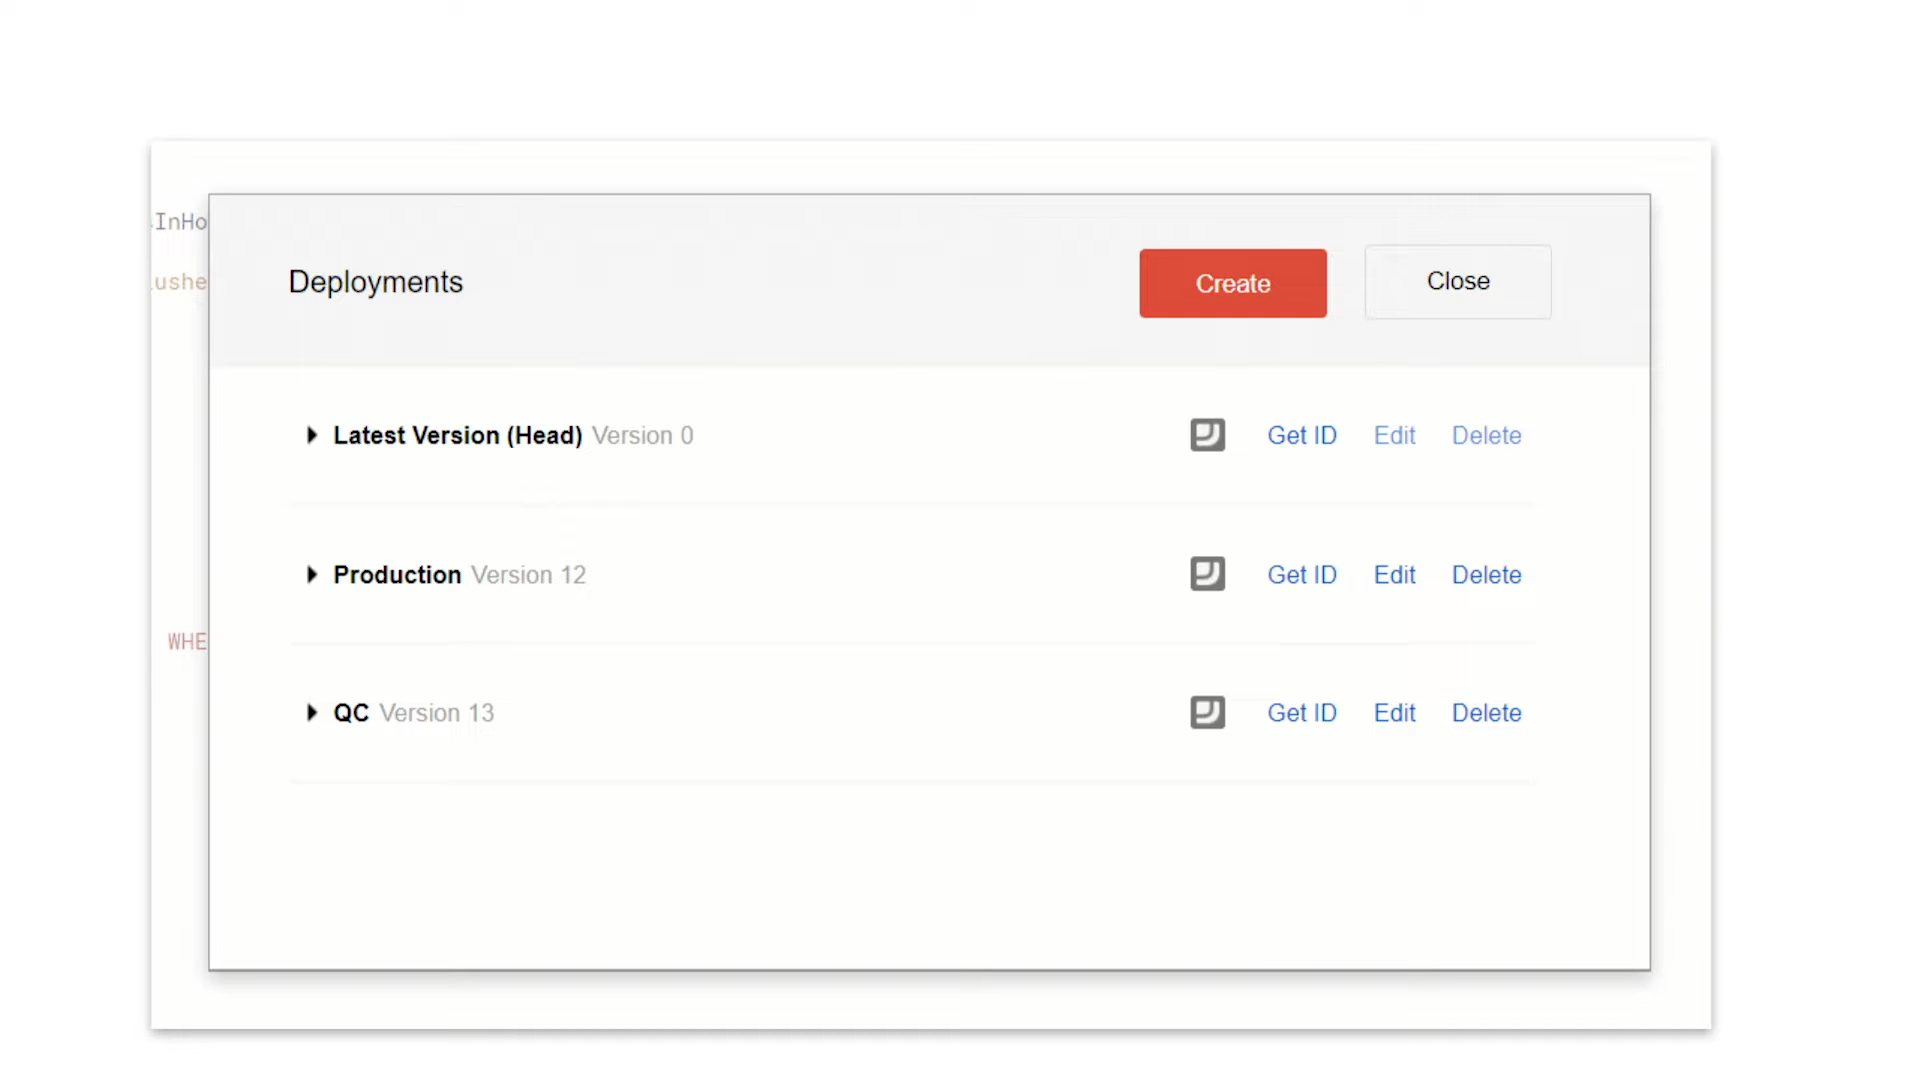 InHo
Deployments Create Close
ushe
Latest Version (Head) Version 0 Get ID Edit Delete
Production Version 12 Get ID Edit Delete
WHE
QC Version 13 Get ID Edit Delete